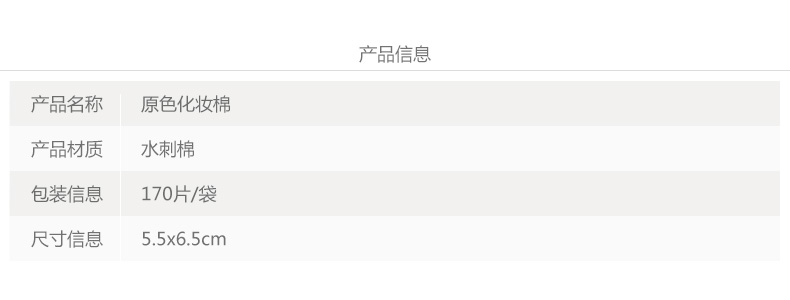 产品信息
产品名称 原色化妆棉
产品材质 水刺棉
包装信息 170片/袋
尺寸信息 5.5x6.5cm